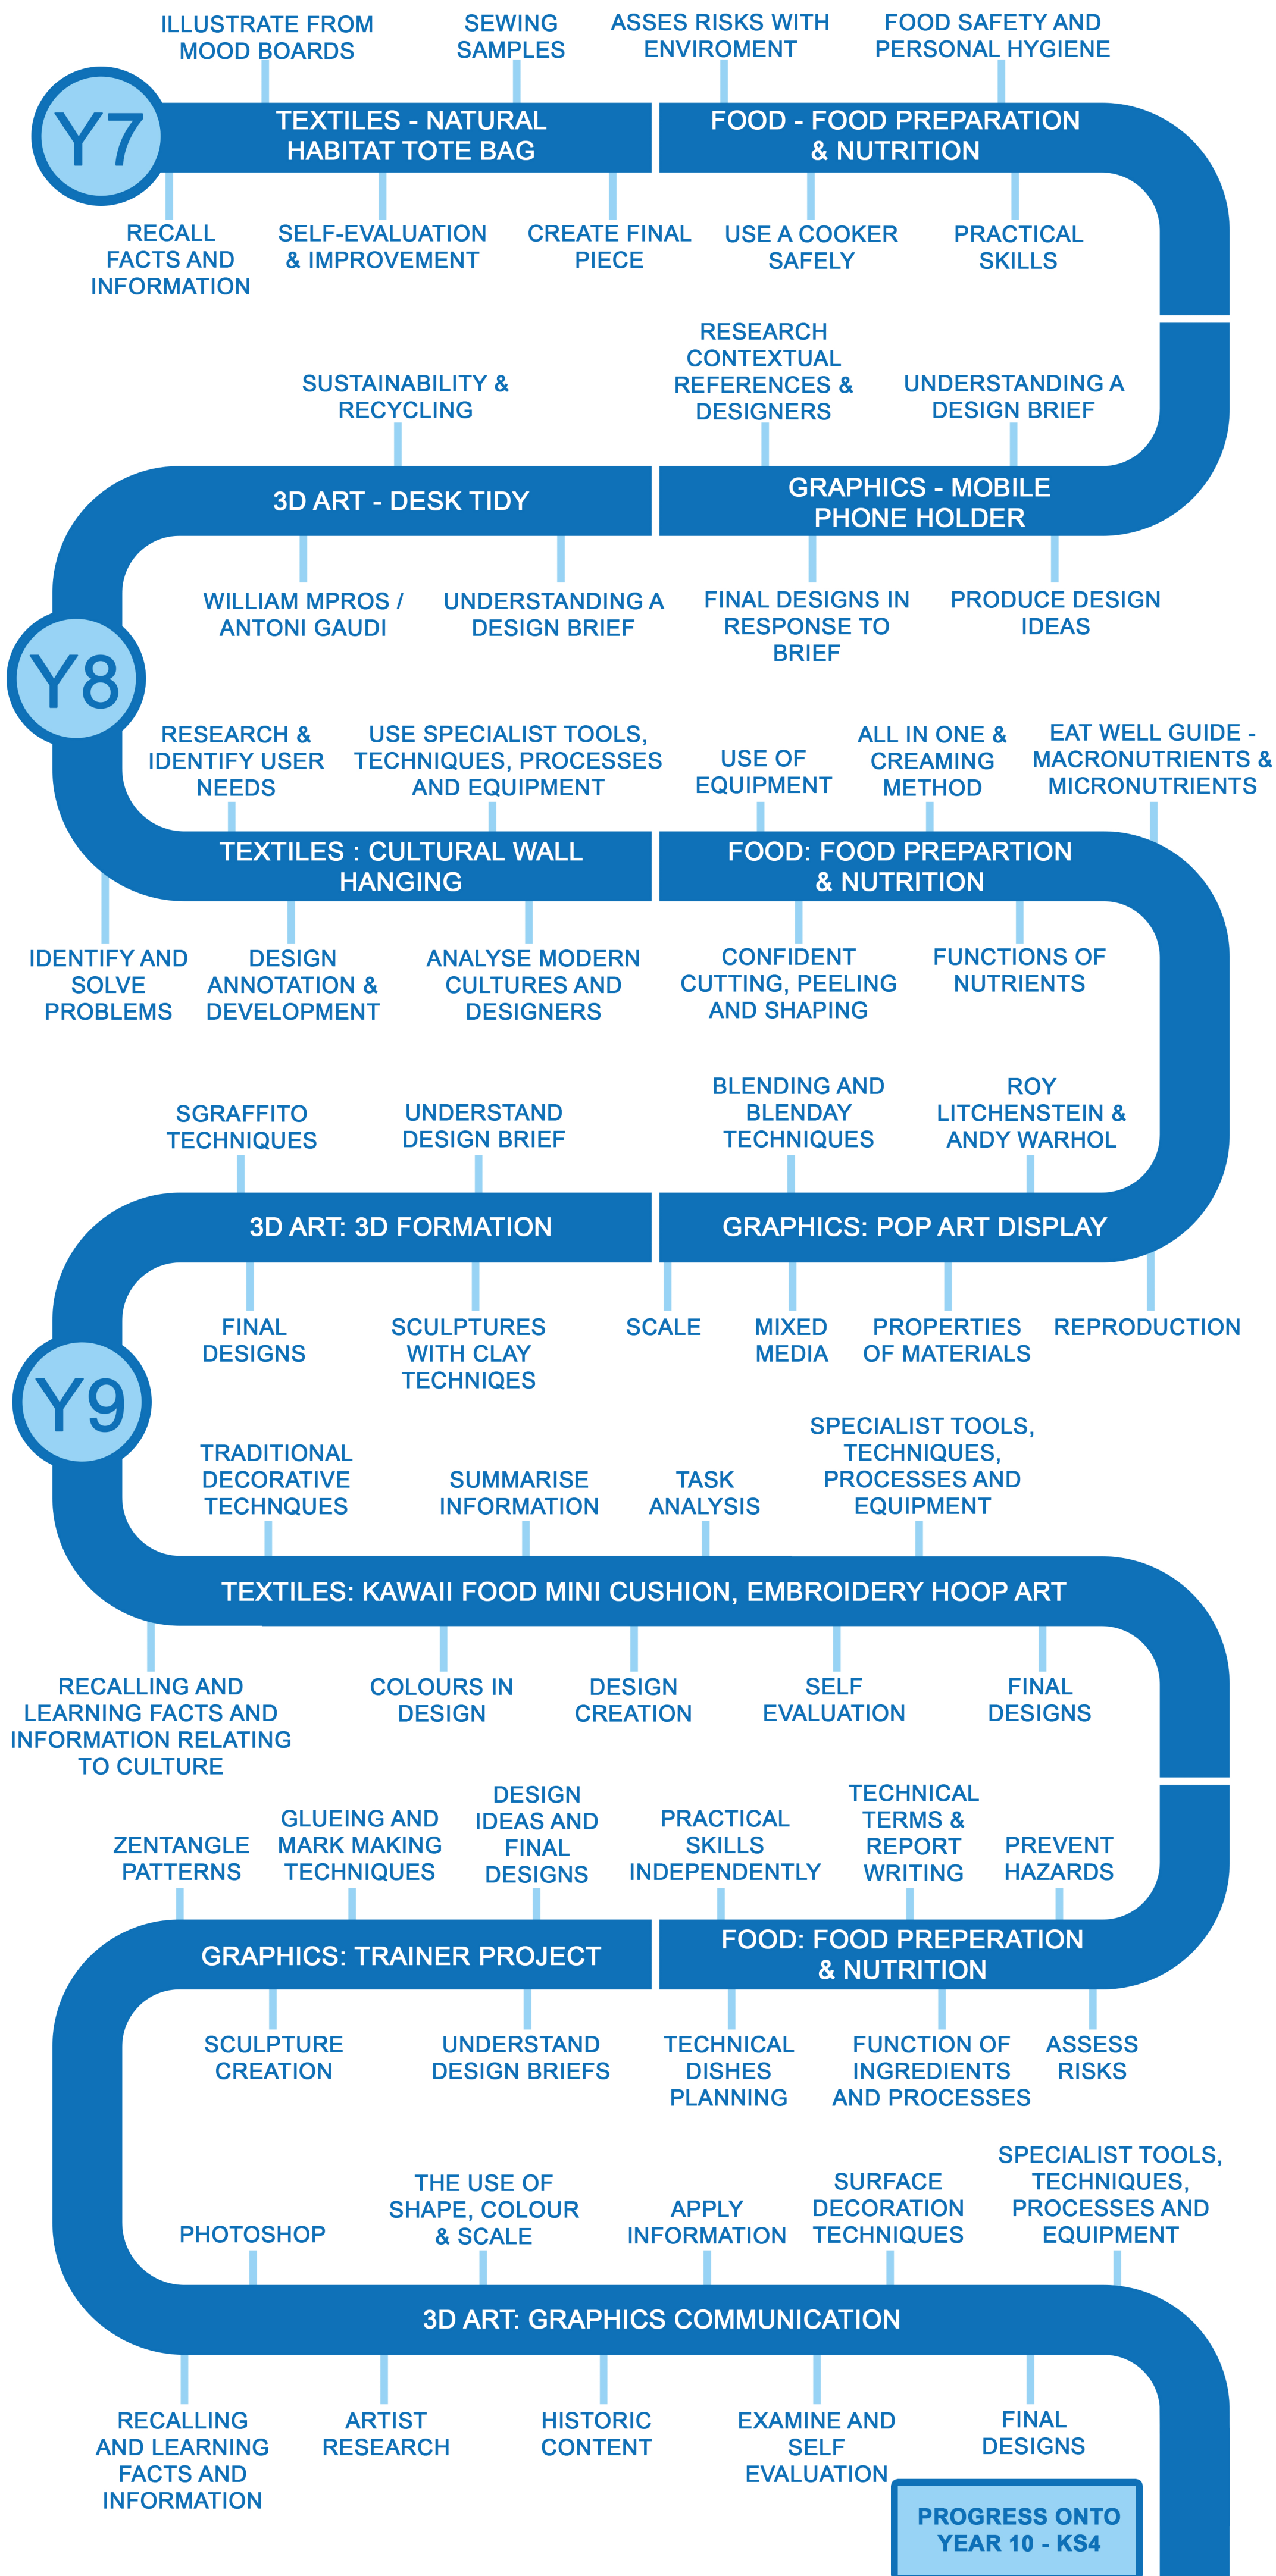 ILLUSTRATE FROM
MOOD BOARDS
SEWING
SAMPLES
ASSES RISKS WITH
ENVIROMENT
FOOD SAFETY AND
PERSONAL HYGIENE
Y7
TEXTILES - NATURAL
HABITAT TOTE BAG
FOOD - FOOD PREPARATION
& NUTRITION
RECALL
FACTS AND
INFORMATION
SELF-EVALUATION
& IMPROVEMENT
CREATE FINAL
PIECE
USE A COOKER
SAFELY
PRACTICAL
SKILLS
SUSTAINABILITY &
RECYCLING
RESEARCH
CONTEXTUAL
REFERENCES &
DESIGNERS
UNDERSTANDING A
DESIGN BRIEF
3D ART - DESK TIDY
GRAPHICS - MOBILE
PHONE HOLDER
WILLIAM MPROS /
ANTONI GAUDI
UNDERSTANDING A
DESIGN BRIEF
FINAL DESIGNS IN
RESPONSE TO
BRIEF
PRODUCE DESIGN
IDEAS
Y8
RESEARCH &
IDENTIFY USER
NEEDS
USE SPECIALIST TOOLS,
TECHNIQUES, PROCESSES
AND EQUIPMENT
USE OF
EQUIPMENT
ALL IN ONE &
CREAMING
METHOD
EAT WELL GUIDE -
MACRONUTRIENTS &
MICRONUTRIENTS
TEXTILES : CULTURAL WALL
HANGING
FOOD: FOOD PREPARTION
& NUTRITION
IDENTIFY AND
SOLVE
PROBLEMS
DESIGN
ANNOTATION &
DEVELOPMENT
ANALYSE MODERN
CULTURES AND
DESIGNERS
CONFIDENT
CUTTING, PEELING
AND SHAPING
FUNCTIONS OF
NUTRIENTS
SGRAFFITO
TECHNIQUES
UNDERSTAND
DESIGN BRIEF
BLENDING AND
BLENDAY
TECHNIQUES
ROY
LITCHENSTEIN &
ANDY WARHOL
3D ART: 3D FORMATION
GRAPHICS: POP ART DISPLAY
FINAL
DESIGNS
SCULPTURES
WITH CLAY
TECHNIQES
SCALE
MIXED
MEDIA
PROPERTIES
OF MATERIALS
REPRODUCTION
Y9
TRADITIONAL
DECORATIVE
TECHNQUES
SUMMARISE
INFORMATION
TASK
ANALYSIS
SPECIALIST TOOLS,
TECHNIQUES,
PROCESSES AND
EQUIPMENT
TEXTILES: KAWAII FOOD MINI CUSHION, EMBROIDERY HOOP ART
RECALLING AND
LEARNING FACTS AND
INFORMATION RELATING
TO CULTURE
COLOURS IN
DESIGN
DESIGN
CREATION
SELF
EVALUATION
FINAL
DESIGNS
ZENTANGLE
PATTERNS
GLUEING AND
MARK MAKING
TECHNIQUES
DESIGN
IDEAS AND
FINAL
DESIGNS
PRACTICAL
SKILLS
INDEPENDENTLY
TECHNICAL
TERMS &
REPORT
WRITING
PREVENT
HAZARDS
GRAPHICS: TRAINER PROJECT
FOOD: FOOD PREPERATION
& NUTRITION
SCULPTURE
CREATION
UNDERSTAND
DESIGN BRIEFS
TECHNICAL
DISHES
PLANNING
FUNCTION OF
INGREDIENTS
AND PROCESSES
ASSESS
RISKS
PHOTOSHOP
THE USE OF
SHAPE, COLOUR
& SCALE
APPLY
INFORMATION
SURFACE
DECORATION
TECHNIQUES
SPECIALIST TOOLS,
TECHNIQUES,
PROCESSES AND
EQUIPMENT
3D ART: GRAPHICS COMMUNICATION
RECALLING
AND LEARNING
FACTS AND
INFORMATION
ARTIST
RESEARCH
HISTORIC
CONTENT
EXAMINE AND
SELF
EVALUATION
FINAL
DESIGNS
PROGRESS ONTO
YEAR 10 - KS4